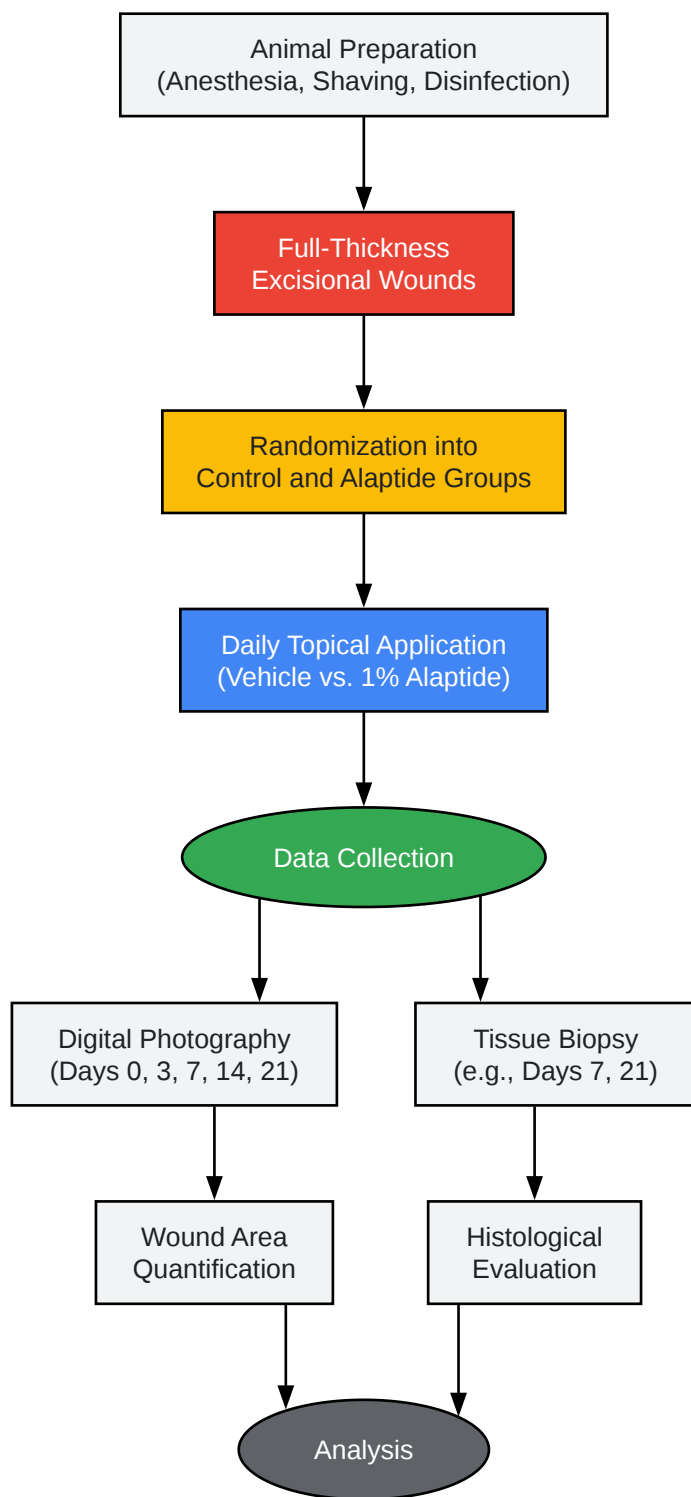 Animal Preparation
(Anesthesia, Shaving, Disinfection)
Full-Thickness
Excisional Wounds
Randomization into
Control and Alaptide Groups
Daily Topical Application
(Vehicle vs. 1% Alaptide)
Data Collection
Digital Photography
(Days 0, 3, 7, 14, 21)
Tissue Biopsy
(e.g., Days 7, 21)
Wound Area
Quantification
Histological
Evaluation
Analysis